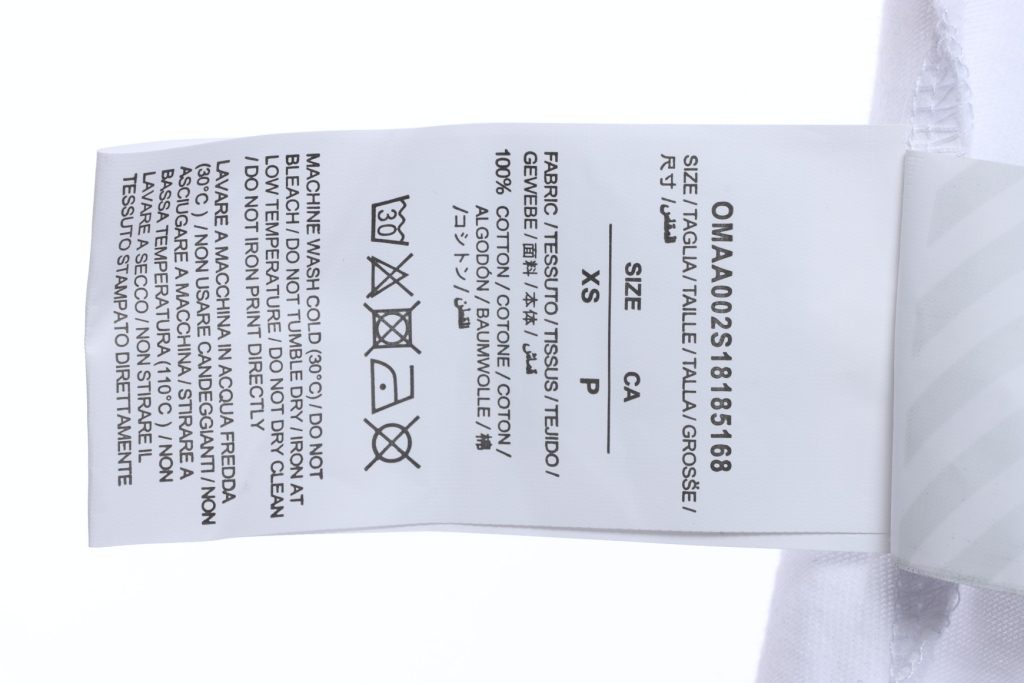 OMAA002S18185168
SIZE / TAGLIA / TAILLE / TALLA / GROSSE /
尺寸 /
SIZE CA
XS P
FABRIC / TESSUTO / TISSUS / TEJIDO /
GEWEBE / 面料 / 本体 /
100% COTTON / COTONE / COTON /
ALGODÓN / BAUMWOLLE / 棉
/コシトン/
30
MACHINE WASH COLD (30°C) / DO NOT
BLEACH / DO NOT TUMBLE DRY / IRON AT
LOW TEMPERATURE / DO NOT DRY CLEAN
/ DO NOT IRON PRINT DIRECTLY
LAVARE A MACCHINA IN ACQUA FREDDA
(30°C ) / NON USARE CANDEGGIANTI / NON
ASCIUGARE A MACCHINA / STIRARE A
BASSA TEMPERATURA (110°C ) / NON
LAVARE A SECCO / NON STIRARE IL
TESSUTO STAMPATO DIRETTAMENTE